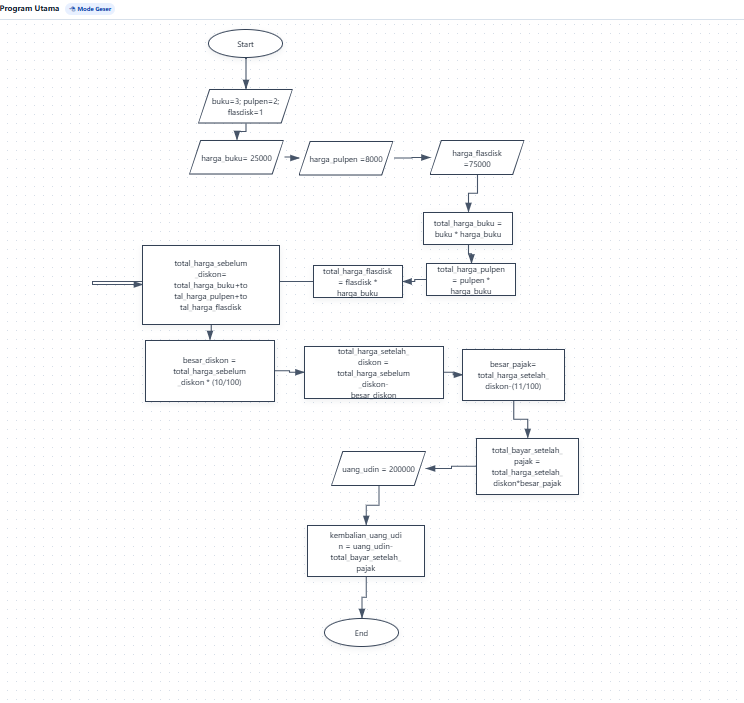 Program Utama
Mode Geser
Start
buku=3; pulpen=2;
flasdisk=1
harga_buku= 25000
harga_pulpen =8000
harga_flasdisk
=75000
total_harga_buku =
buku * harga_buku
total_harga_pulpen
= pulpen *
harga_buku
total_harga_flasdisk
= flasdisk *
harga_buku
total_harga_sebelum
diskon=
total_harga_buku+to
tal_harga_pulpen+to
tal_harga_flasdisk
besar_diskon =
total_harga_sebelum
_diskon * (10/100)
total_harga_setelah_
diskon =
total_harga_sebelum
_diskon-
besar_diskon
besar_pajak=
total_harga_setelah_
diskon-(11/100)
total_bayar_setelah_
pajak =
total_harga_setelah_
diskon*besar_pajak
uang_udin = 200000
kembalian_uang_udi
n = uang_udin-
total_bayar_setelah_
pajak
End